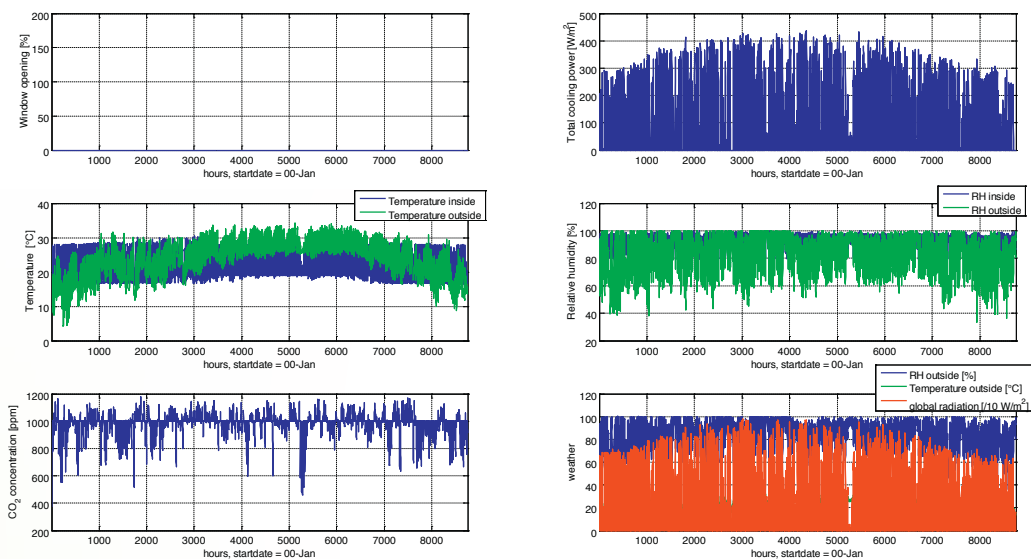 Window opening [%]
200
150
100
50
0
1000 2000 3000 4000 5000 6000 7000 8000
hours, startdate = 00-Jan
Total cooling power [W/m²]
500
400
300
200
100
0
1000 2000 3000 4000 5000 6000 7000 8000
hours, startdate = 00-Jan
Temperature inside
Temperature outside
Temperature [°C]
40
30
20
10
0
1000 2000 3000 4000 5000 6000 7000 8000
hours, startdate = 00-Jan
RH inside
RH outside
Relative humidity [%]
120
100
80
60
40
20
1000 2000 3000 4000 5000 6000 7000 8000
hours, startdate = 00-Jan
CO₂ concentration [ppm]
1200
1000
800
600
400
200
1000 2000 3000 4000 5000 6000 7000 8000
hours, startdate = 00-Jan
RH outside [%]
Temperature outside [°C]
global radiation [/10 W/m²]
weather
120
100
80
60
40
20
0
1000 2000 3000 4000 5000 6000 7000 8000
hours, startdate = 00-Jan